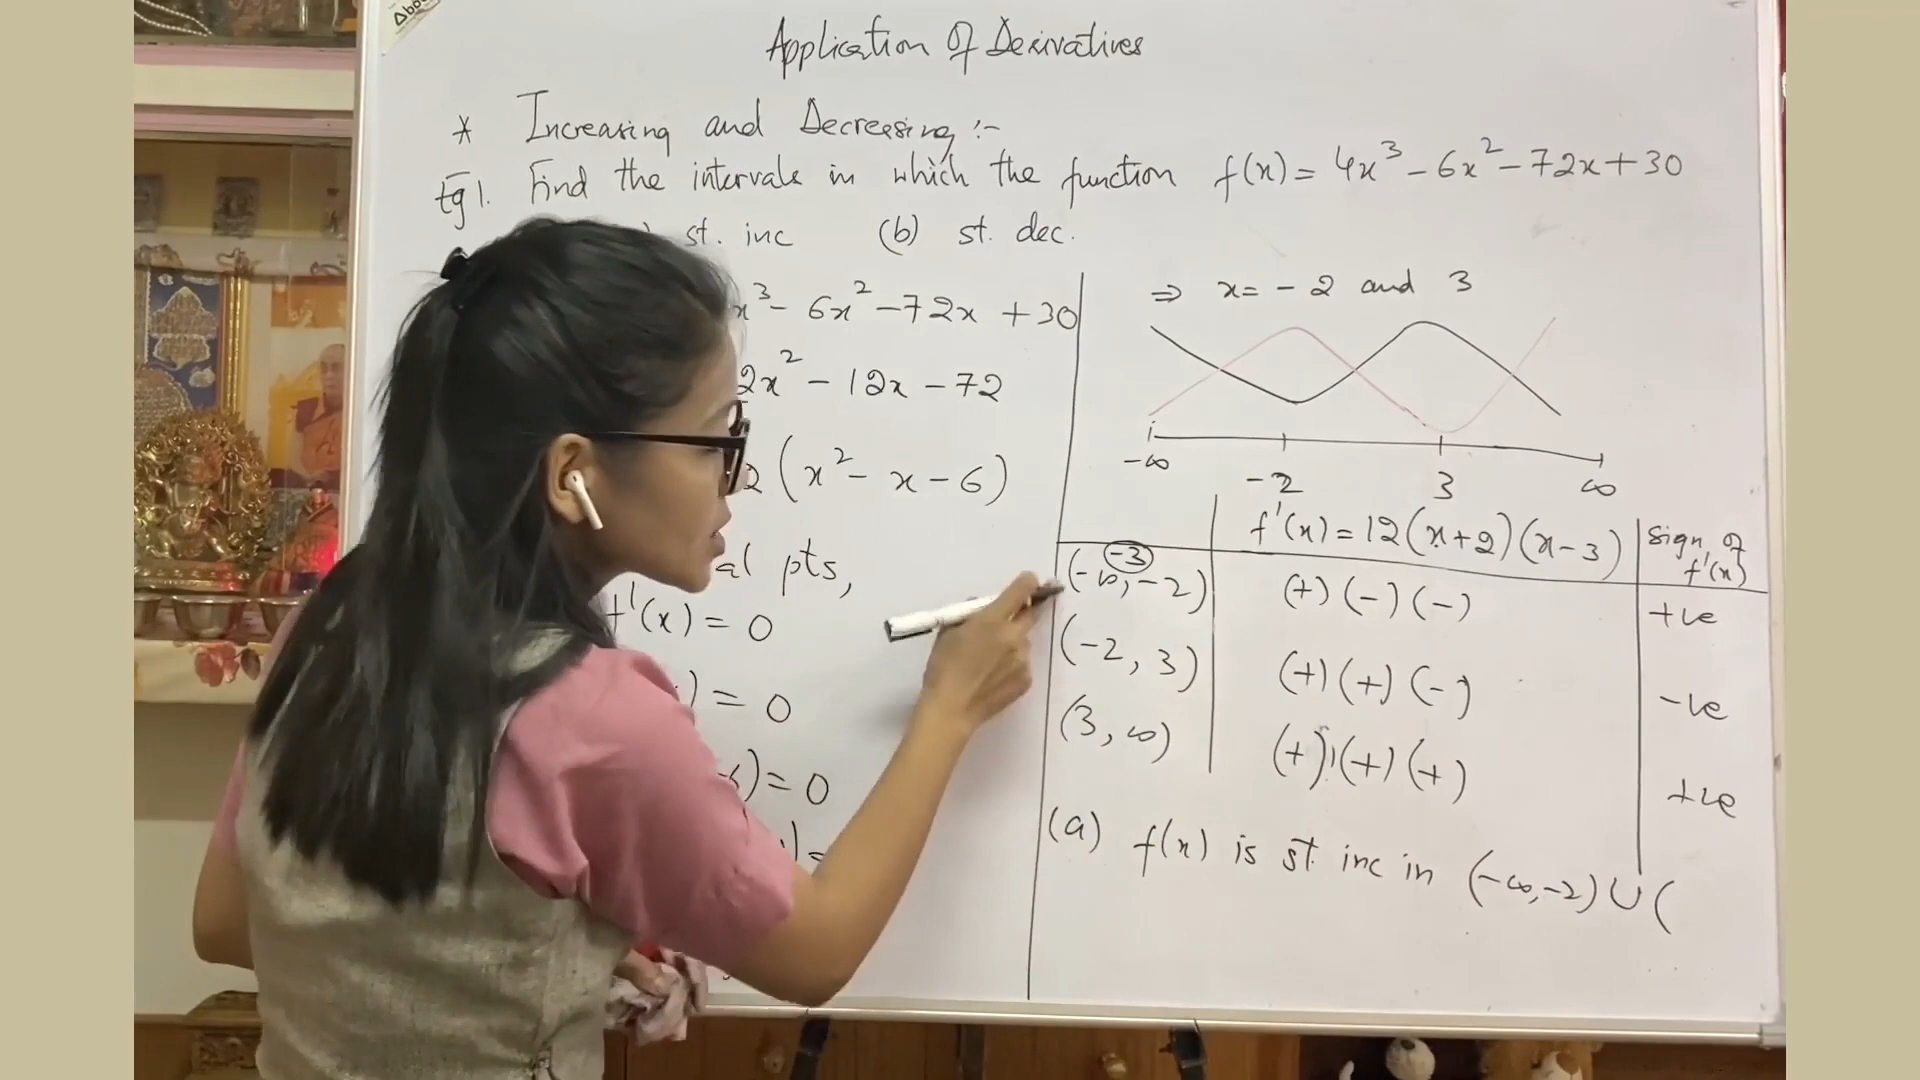 Application Of Derivatives
* Increasing and Decreasing :-
Eg 1. Find the intervals in which the function f(x) = 4x³ - 6x² - 72x + 30
) st. inc (b) st. dec.
x³ - 6x² - 72x + 30
2x² - 12x - 72
2 (x² - x - 6)
al pts,
f'(x) = 0
) = 0
)= 0
)=
⇒ x = -2 and 3
-∞ -2 3 ∞
f'(x) = 12(x+2)(x-3) Sign of f'(x)
-3
(-∞, -2) (+) (-) (-) +ve
(-2, 3) (+) (+) (-) -ve
(3, ∞) (+) (+) (+) +ve
(a) f(x) is st. inc in (-∞, -2) ∪ (